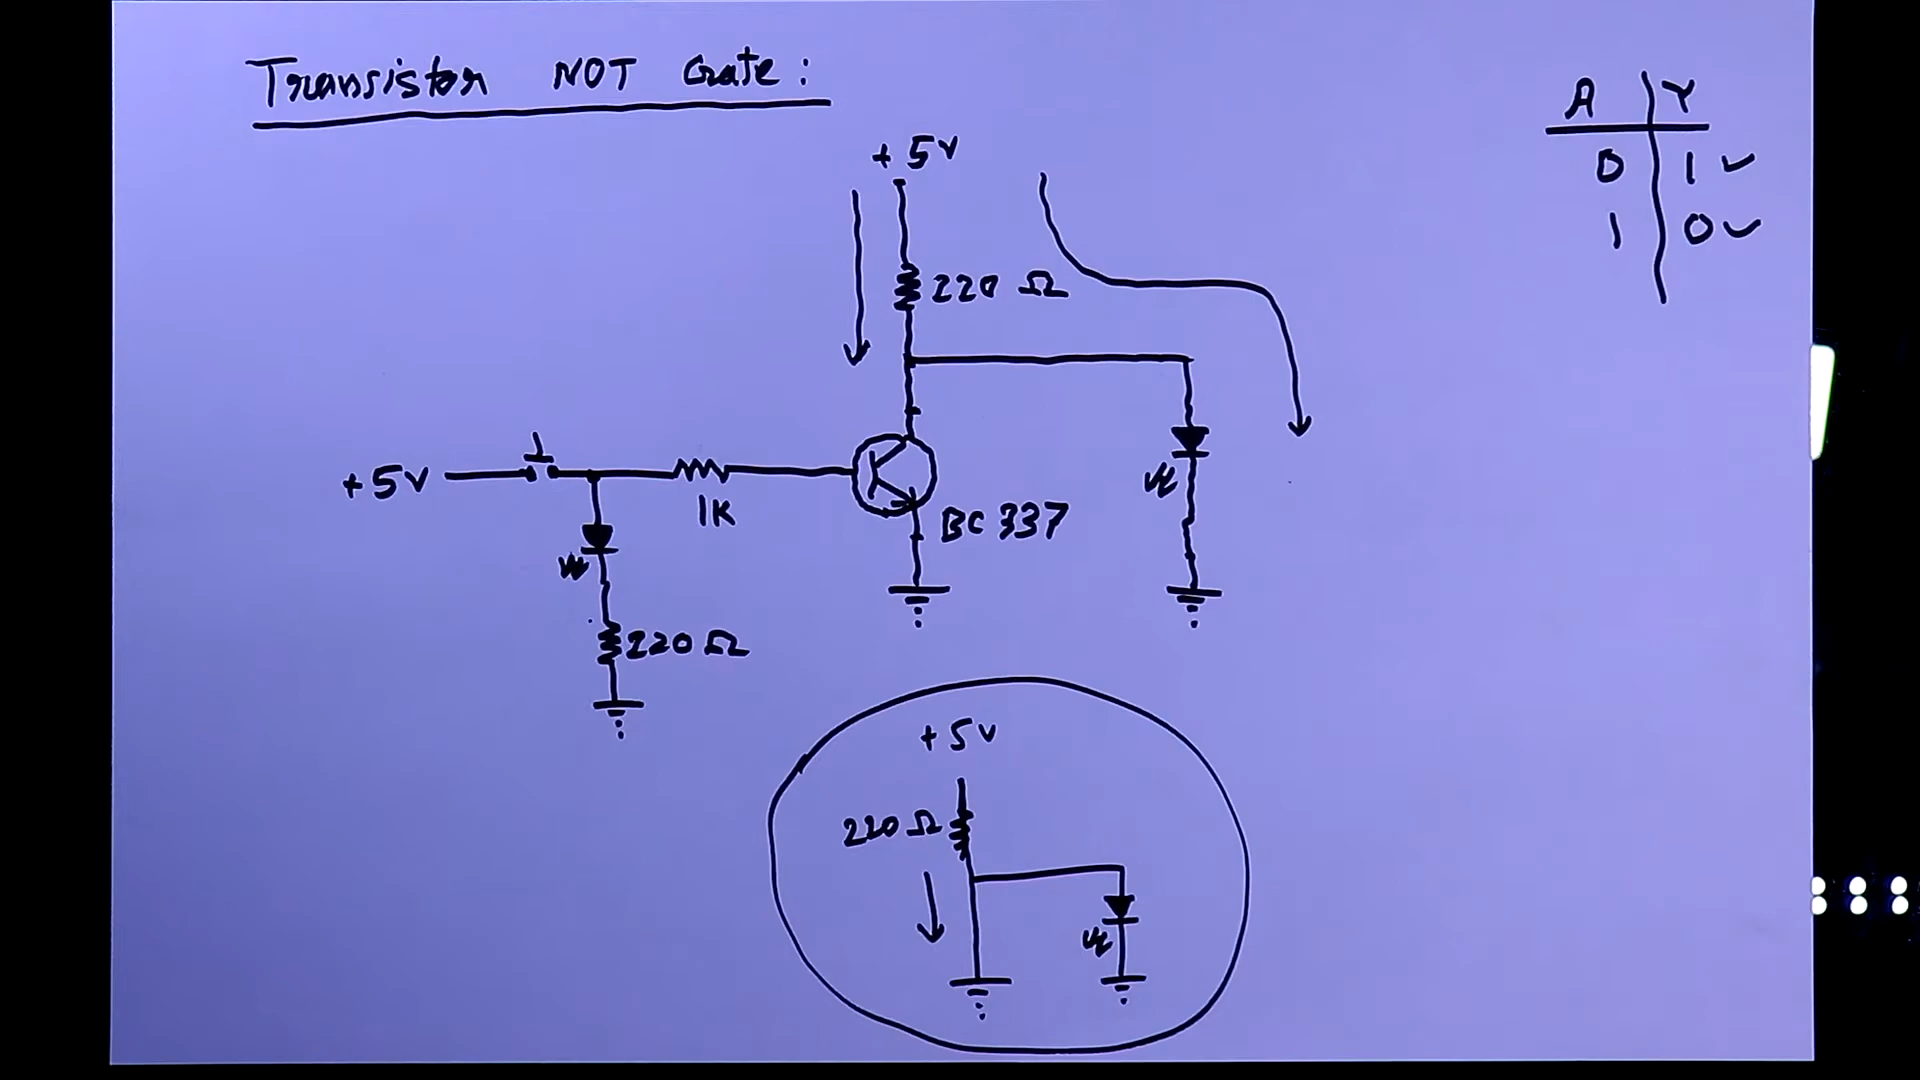 Transistor NOT Gate:
A Y
0 1
1 0
+5V
220 Ω
+5V
1K
BC 337
220 Ω
+5V
220 Ω